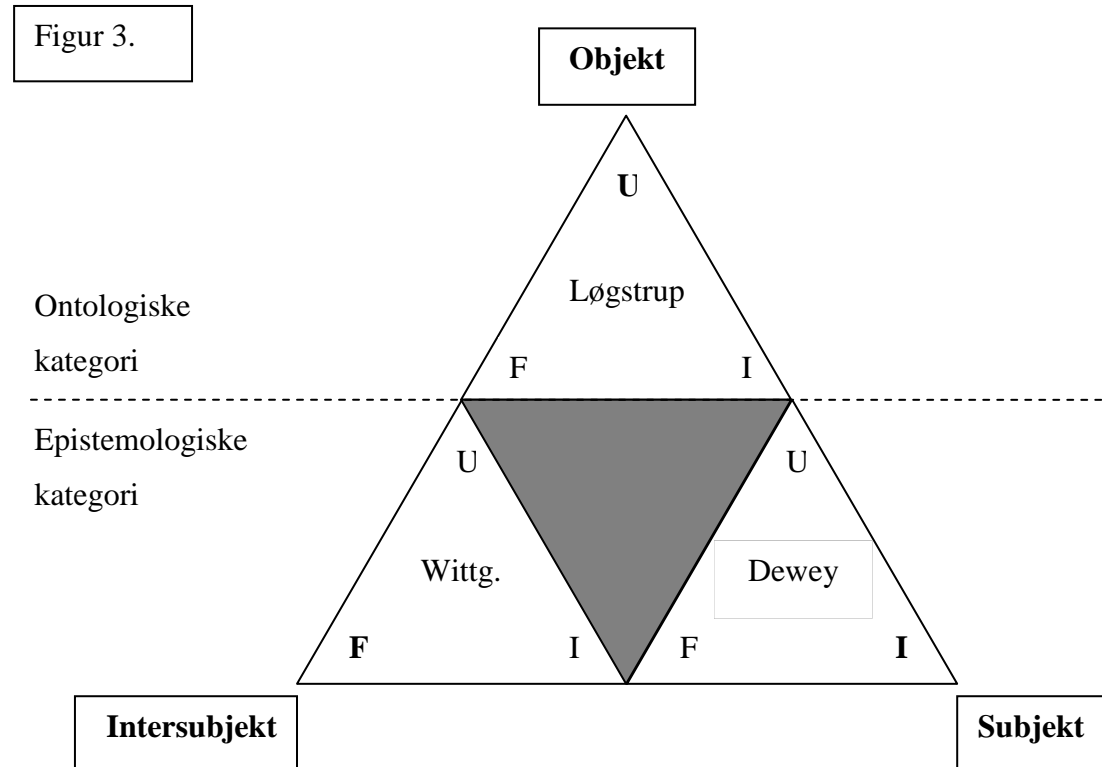 Figur 3.
Objekt
U
Løgstrup
Ontologiske
kategori
F I
Epistemologiske
kategori
U U
Wittg. Dewey
F I F I
Intersubjekt Subjekt